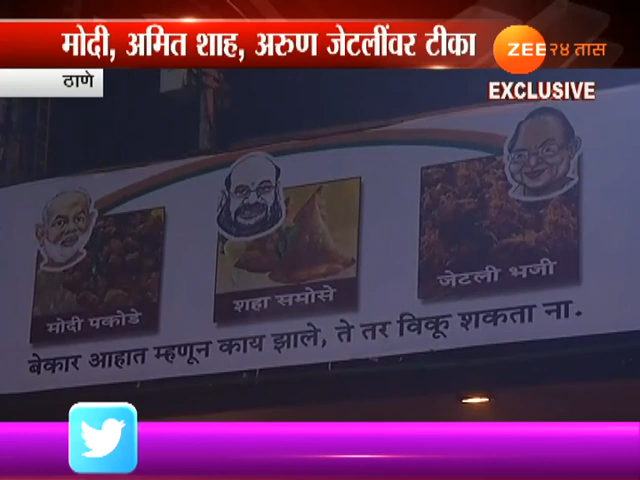 मोदी, अमित शाह, अरुण जेटलींवर टीका
ZEE २४ तास
ठाणे
EXCLUSIVE
मोदी पकोडे
शहा समोसे
जेटली भजी
बेकार आहात म्हणून काय झाले, ते तर विकू शकता ना.